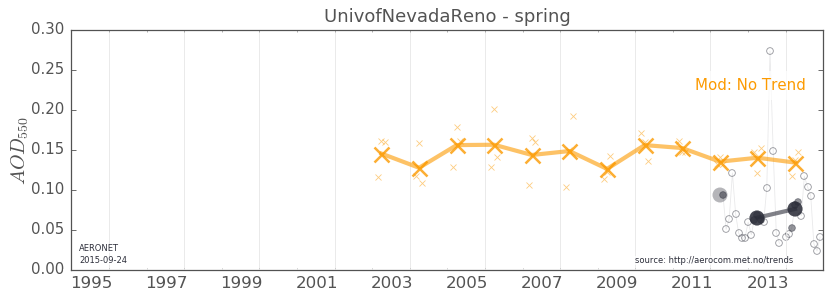 UnivofNevadaReno - spring
0.30
0.25
0.20
0.15
0.10
0.05
0.00
AOD550
Mod: No Trend
AERONET
2015-09-24
source: http://aerocom.met.no/trends
1995 1997 1999 2001 2003 2005 2007 2009 2011 2013